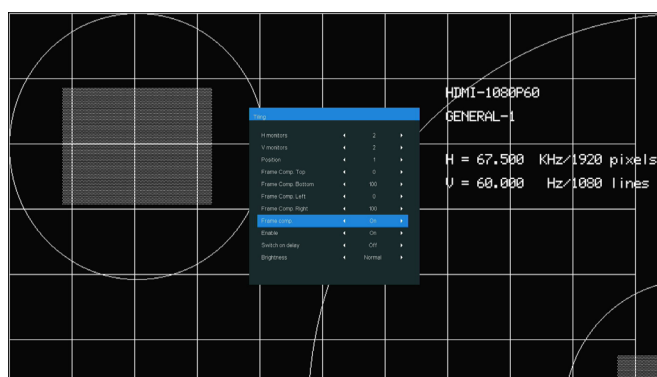 HDMI-1080P60
GENERAL-1
H = 67.500 KHz/1920 pixels
V = 60.000 Hz/1080 lines
Tiling
H monitors 2
V monitors 2
Position 1
Frame Comp. Top 0
Frame Comp. Bottom 100
Frame Comp. Left 0
Frame Comp. Right 100
Frame comp. On
Enable On
Switch on delay Off
Brightness Normal